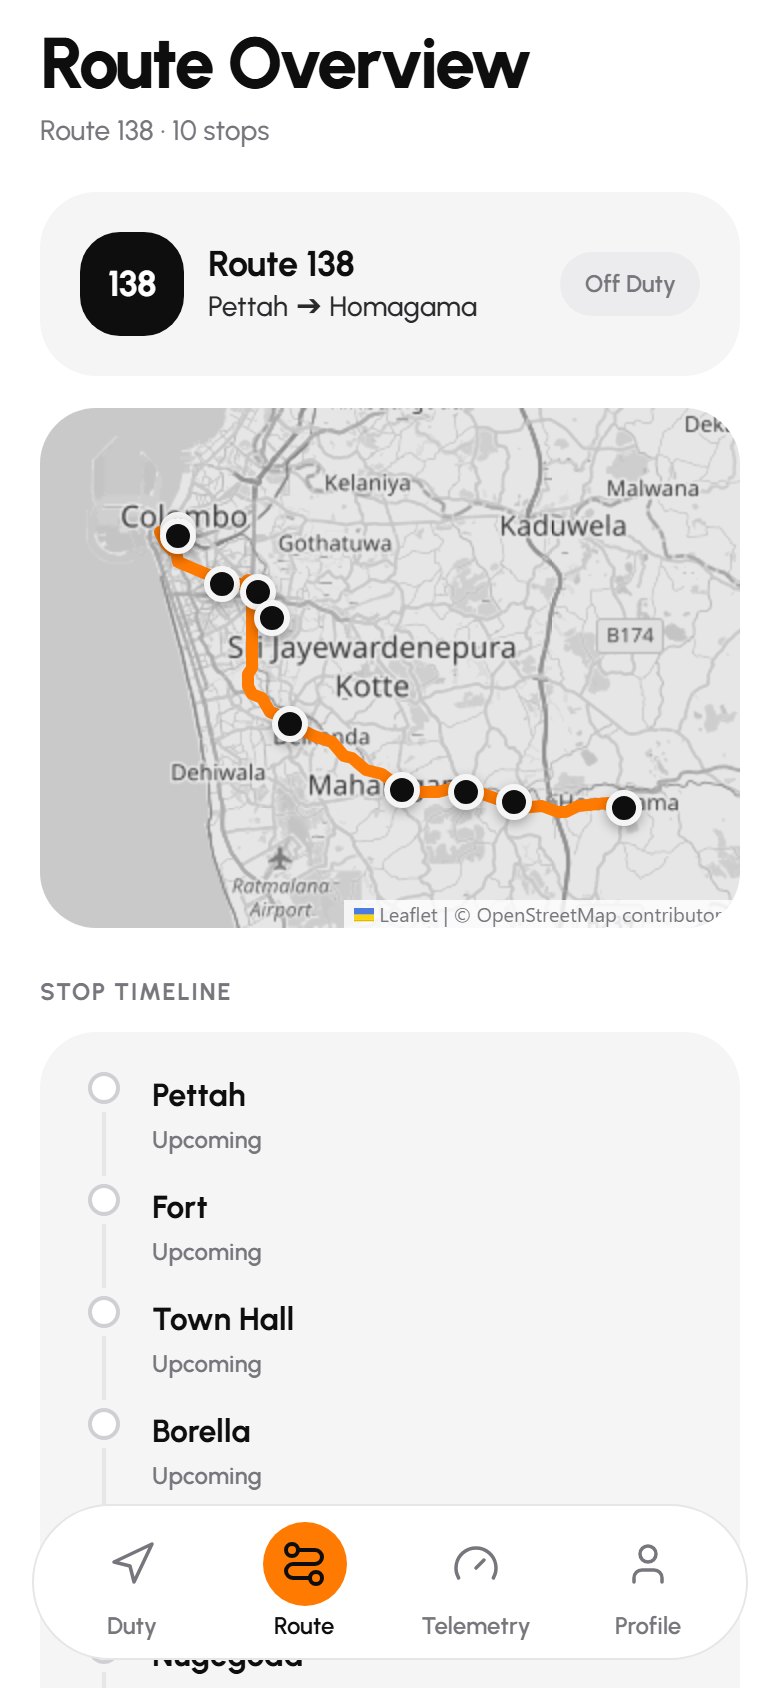 Route Overview
Route 138 · 10 stops
138
Route 138
Pettah → Homagama
Off Duty
Kelaniya
Malwana
Colombo
Kaduwela
Gothatuwa
B174
Sri Jayewardenepura
Kotte
Dehiwala
Ratmalana
Airport
Leaflet | © OpenStreetMap contributor
STOP TIMELINE
Pettah
Upcoming
Fort
Upcoming
Town Hall
Upcoming
Borella
Upcoming
Duty
Route
Telemetry
Profile
Nugegoda